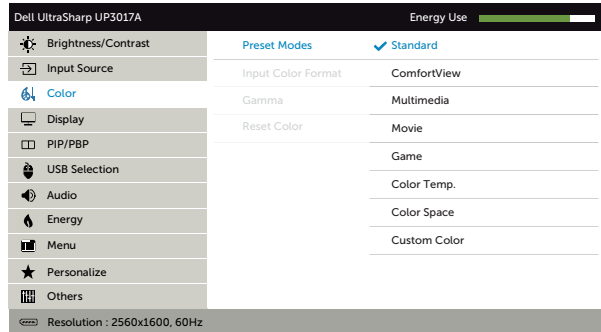 Dell UltraSharp UP3017A Energy Use
Brightness/Contrast Preset Modes Standard
Input Source Input Color Format ComfortView
Color Gamma Multimedia
Display Reset Color Movie
PIP/PBP Game
USB Selection Color Temp.
Audio Color Space
Energy Custom Color
Menu
Personalize
Others
Resolution : 2560x1600, 60Hz